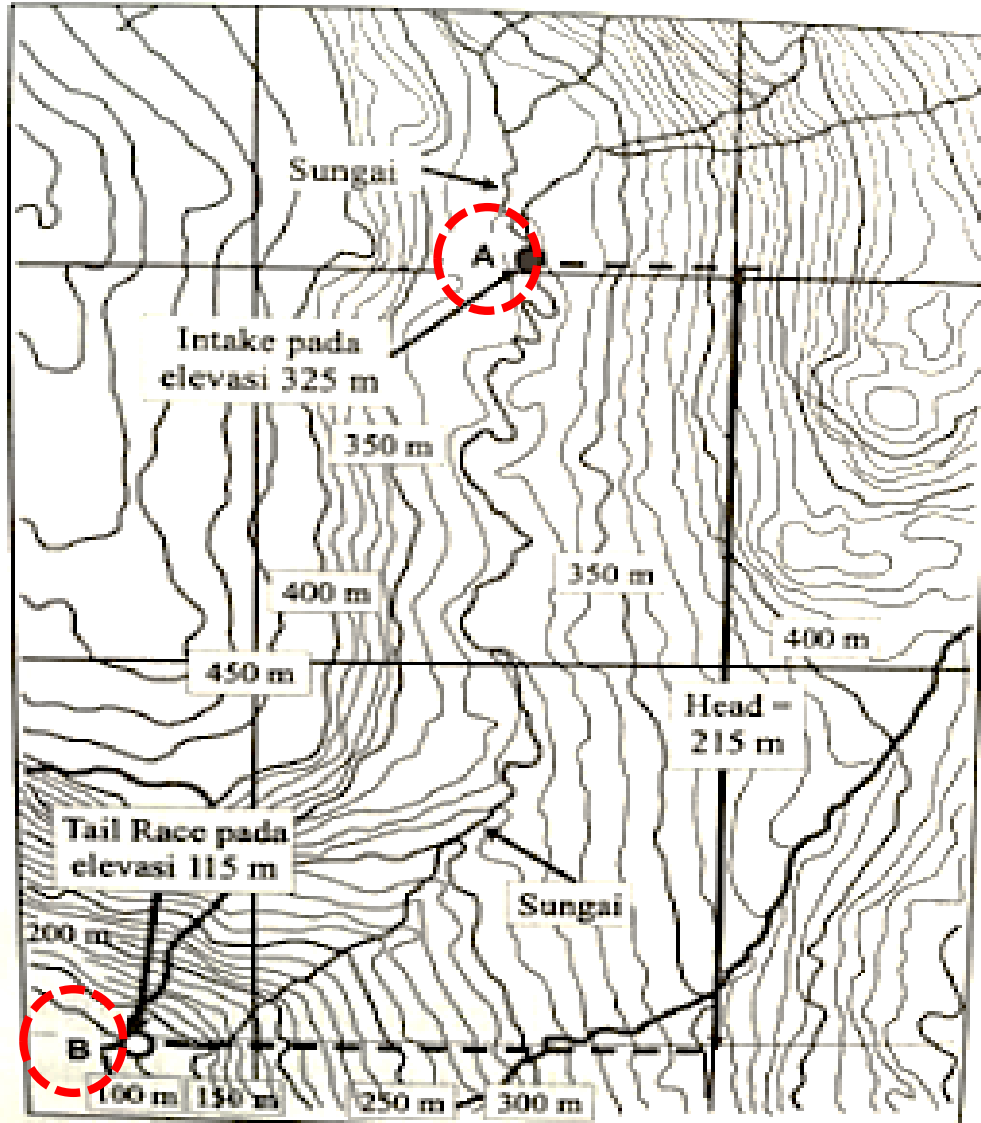 Sungai
A
Intake pada
elevasi 325 m
350 m
350 m
400 m
400 m
450 m
Head =
215 m
Tail Race pada
elevasi 115 m
Sungai
200 m
B
100 m
150 m
250 m
300 m